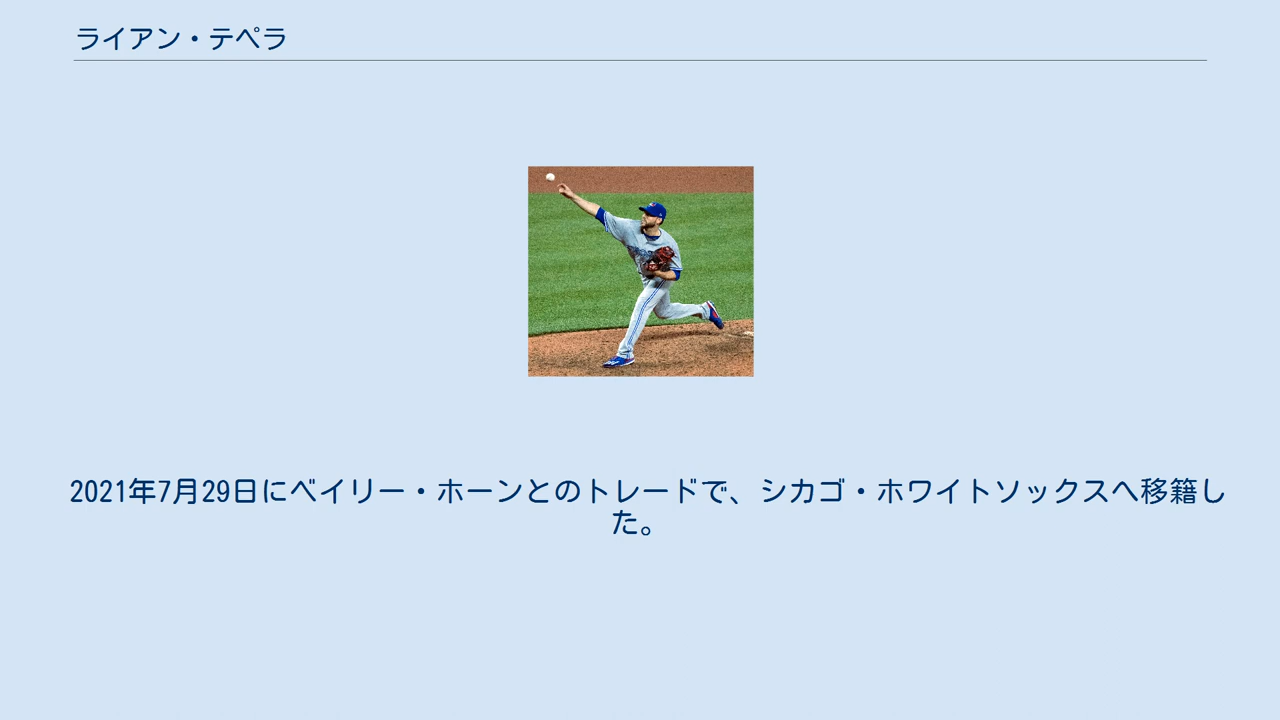 ライアン・テペラ
2021年7月29日にベイリー・ホーンとのトレードで、シカゴ・ホワイトソックスへ移籍し
た。